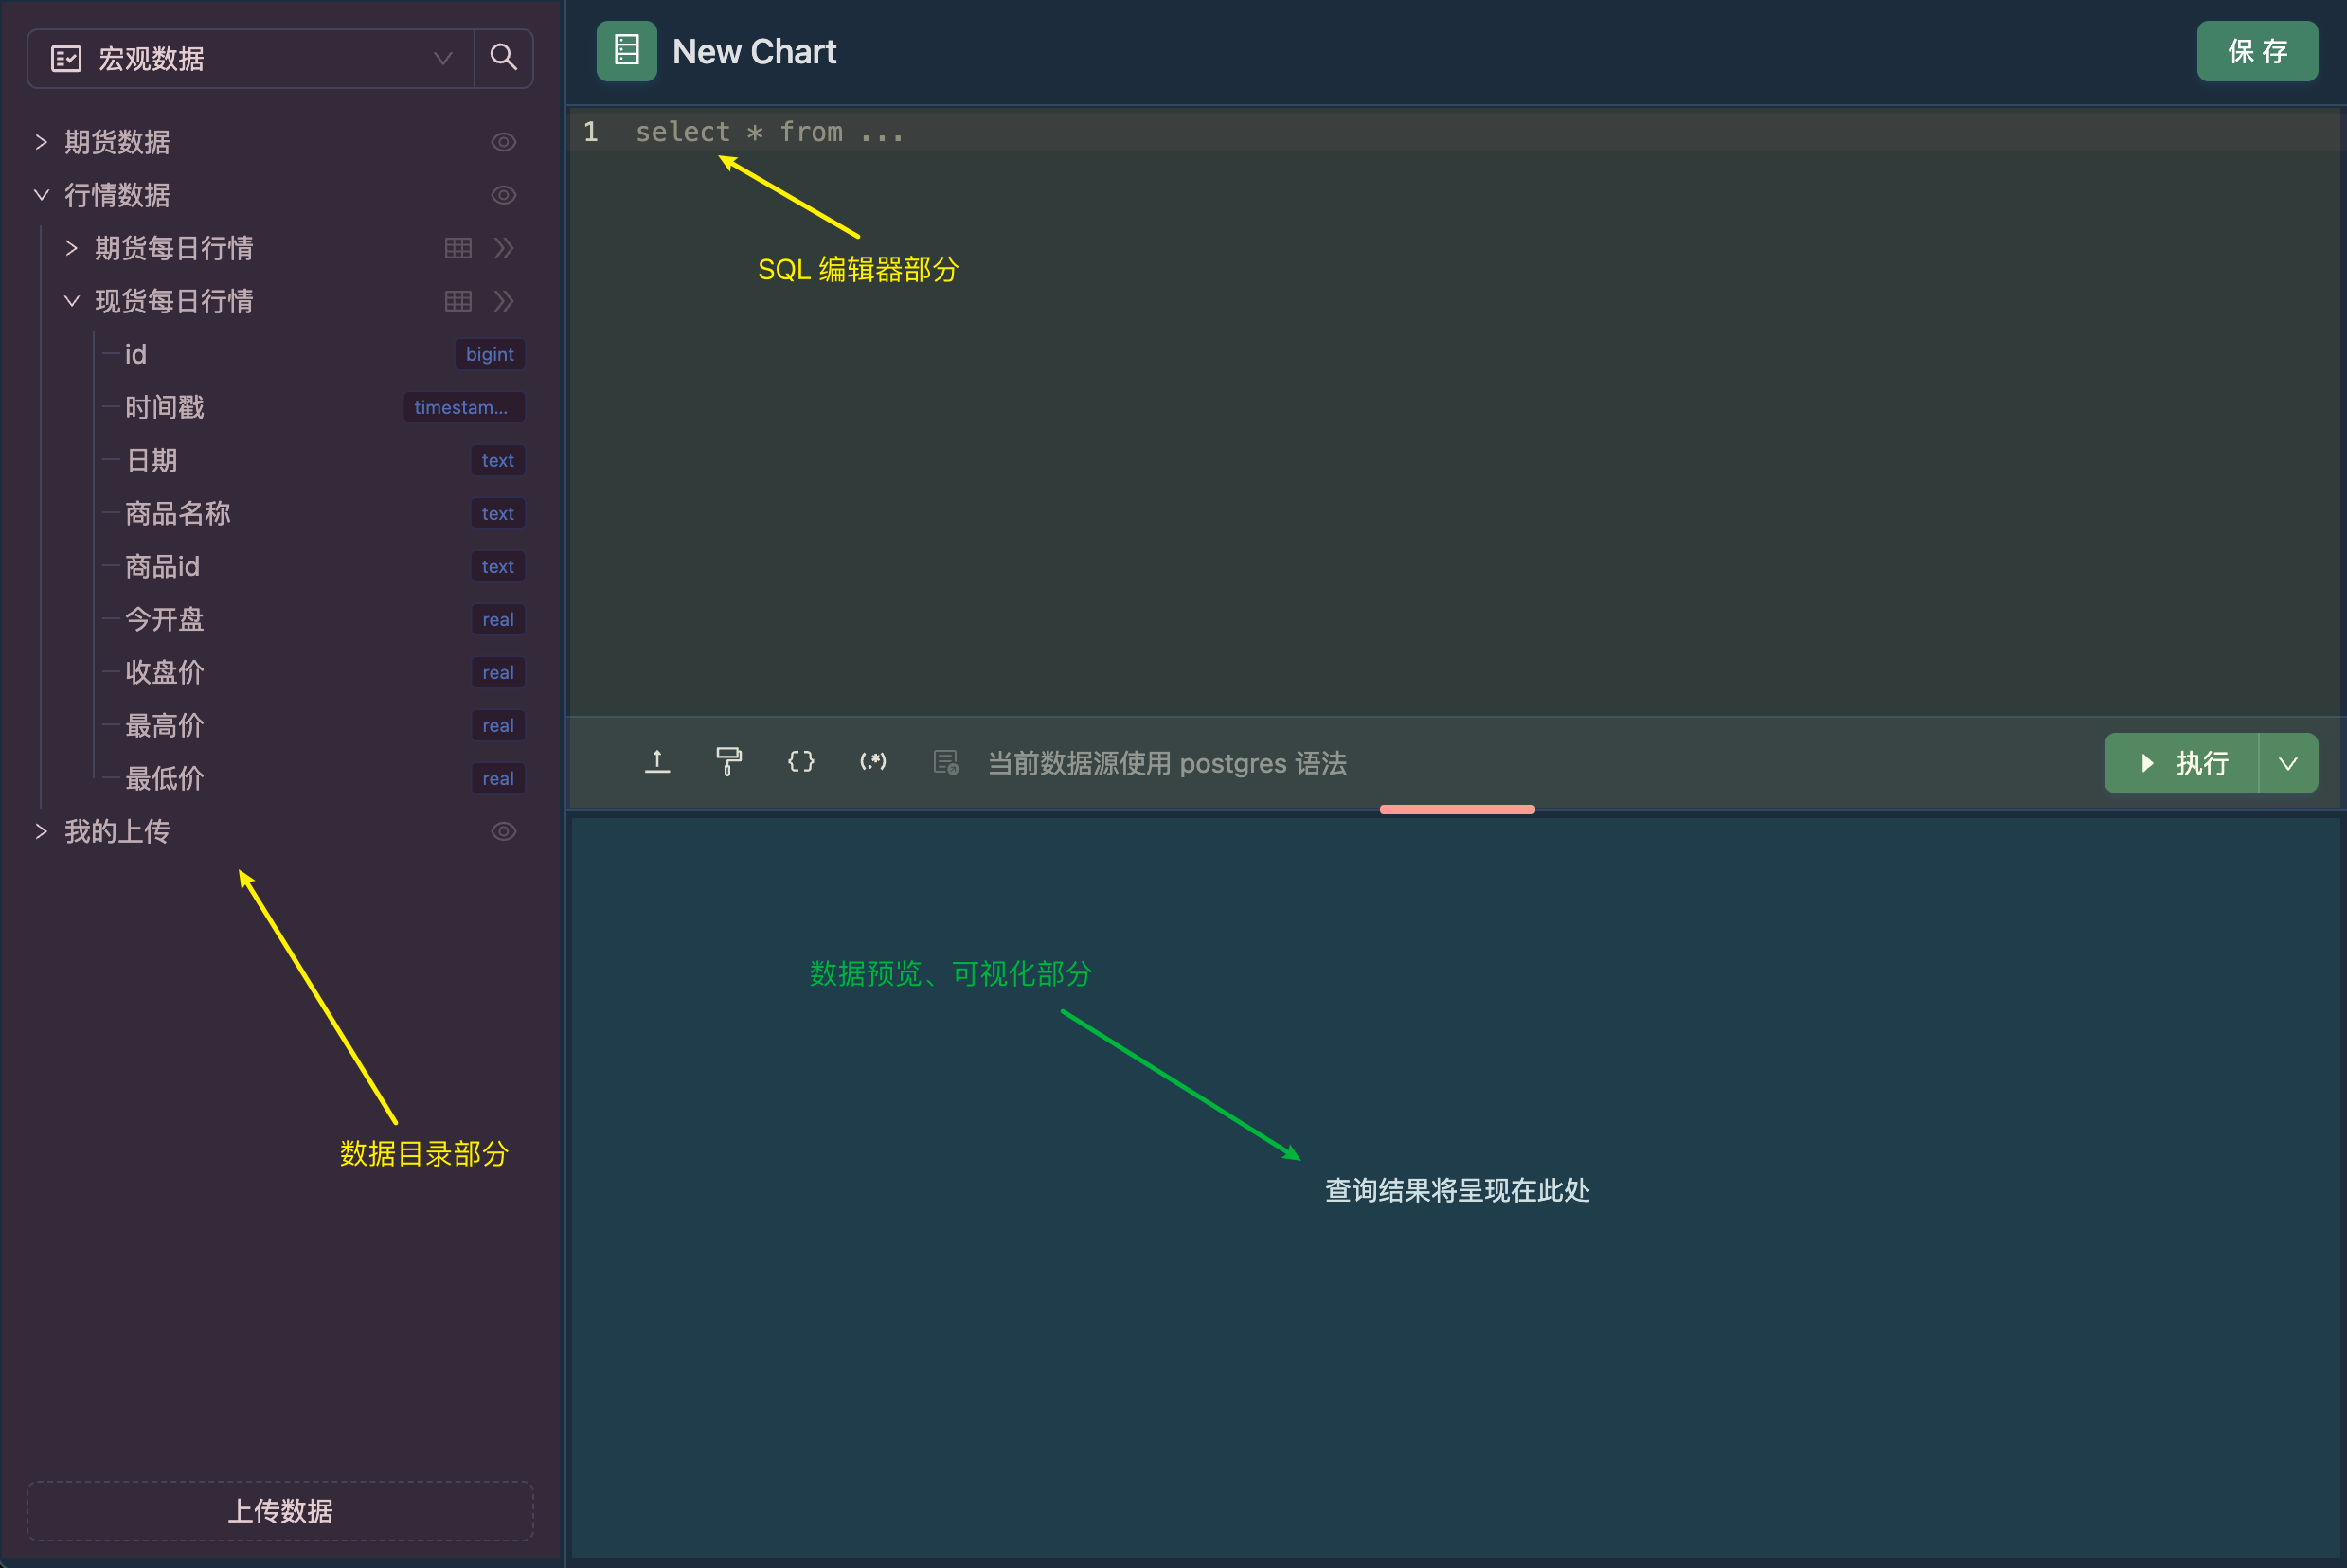 宏观数据
期货数据
行情数据
期货每日行情
现货每日行情
id bigint
时间戳 timestam...
日期 text
商品名称 text
商品id text
今开盘 real
收盘价 real
最高价 real
最低价 real
我的上传
数据目录部分
上传数据
New Chart
保 存
1 select * from ...
SQL 编辑器部分
{} (.*) 当前数据源使用 postgres 语法
执行
数据预览、可视化部分
查询结果将呈现在此处